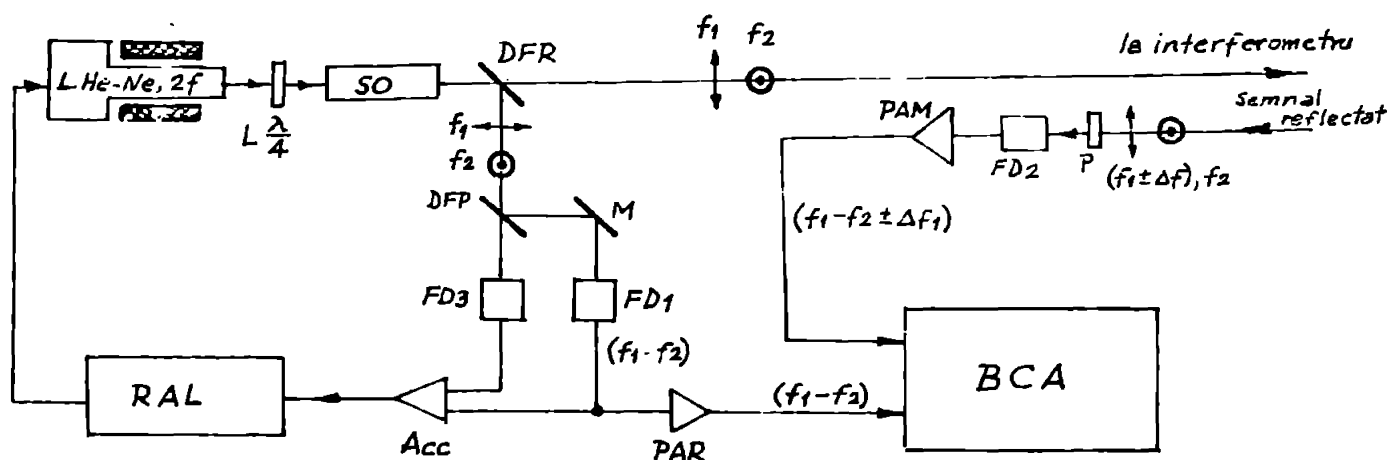 f1 f2
DFR
la interferometru
L He-Ne, 2f
SO
semnal
reflectat
PAM
L λ/4
f1
f2
FD2
P
(f1 ± Δf), f2
DFP
M
(f1-f2 ± Δf1)
FD3
FD1
(f1-f2)
RAL
BCA
(f1-f2)
Acc
PAR